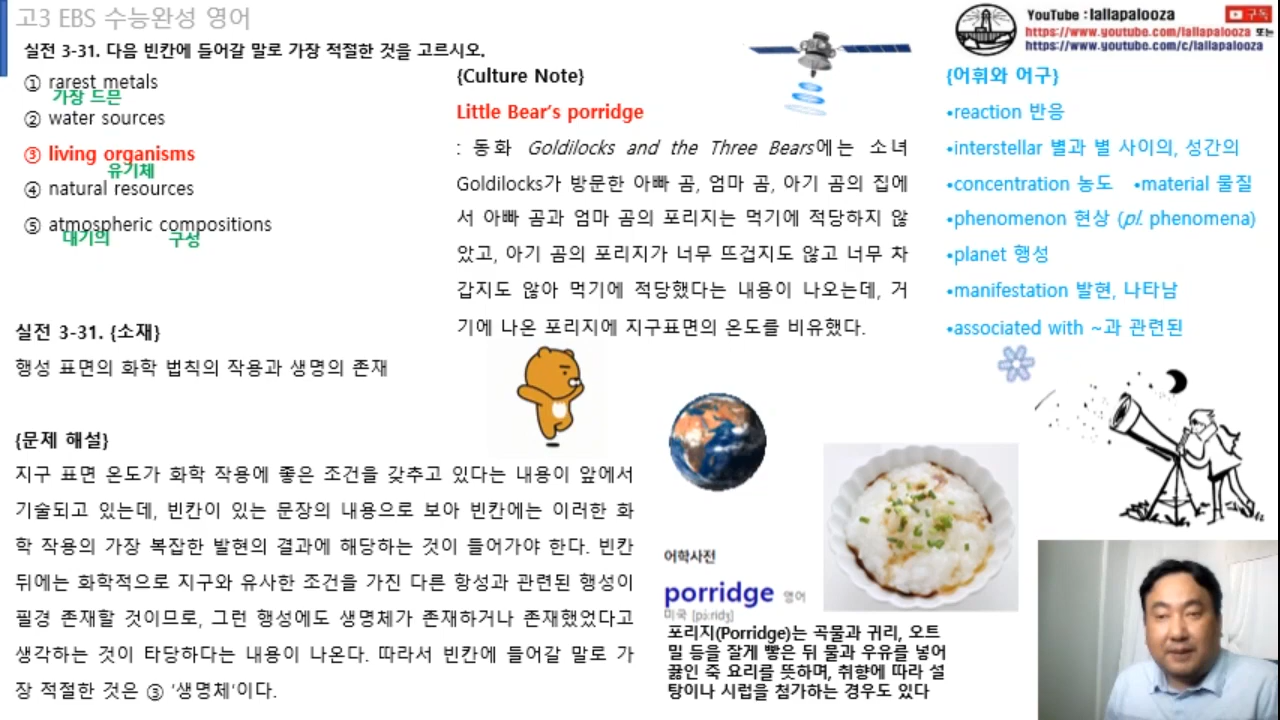 고3 EBS 수능완성 영어
실전 3-31. 다음 빈칸에 들어갈 말로 가장 적절한 것을 고르시오.
① rarest metals
가장 드믄
② water sources
③ living organisms
유기체
④ natural resources
⑤ atmospheric compositions
대기의 구성
실전 3-31. {소재}
행성 표면의 화학 법칙의 작용과 생명의 존재
{문제 해설}
지구 표면 온도가 화학 작용에 좋은 조건을 갖추고 있다는 내용이 앞에서
기술되고 있는데, 빈칸이 있는 문장의 내용으로 보아 빈칸에는 이러한 화
학 작용의 가장 복잡한 발현의 결과에 해당하는 것이 들어가야 한다. 빈칸
뒤에는 화학적으로 지구와 유사한 조건을 가진 다른 항성과 관련된 행성이
필경 존재할 것이므로, 그런 행성에도 생명체가 존재하거나 존재했었다고
생각하는 것이 타당하다는 내용이 나온다. 따라서 빈칸에 들어갈 말로 가
장 적절한 것은 ③ '생명체'이다.
{Culture Note}
Little Bear's porridge
: 동화 Goldilocks and the Three Bears에는 소녀
Goldilocks가 방문한 아빠 곰, 엄마 곰, 아기 곰의 집에
서 아빠 곰과 엄마 곰의 포리지는 먹기에 적당하지 않
았고, 아기 곰의 포리지가 너무 뜨겁지도 않고 너무 차
갑지도 않아 먹기에 적당했다는 내용이 나오는데, 거
기에 나온 포리지에 지구표면의 온도를 비유했다.
어학사전
porridge 영어
미국 [pɔ́:ridʒ]
포리지(Porridge)는 곡물과 귀리, 오트
밀 등을 잘게 빻은 뒤 물과 우유를 넣어
끓인 죽 요리를 뜻하며, 취향에 따라 설
탕이나 시럽을 첨가하는 경우도 있다
YouTube : lallapalooza 구독
https://www.youtube.com/lallapalooza 또는
https://www.youtube.com/c/lallapalooza
{어휘와 어구}
•reaction 반응
•interstellar 별과 별 사이의, 성간의
•concentration 농도 •material 물질
•phenomenon 현상 (pl. phenomena)
•planet 행성
•manifestation 발현, 나타남
•associated with ~과 관련된